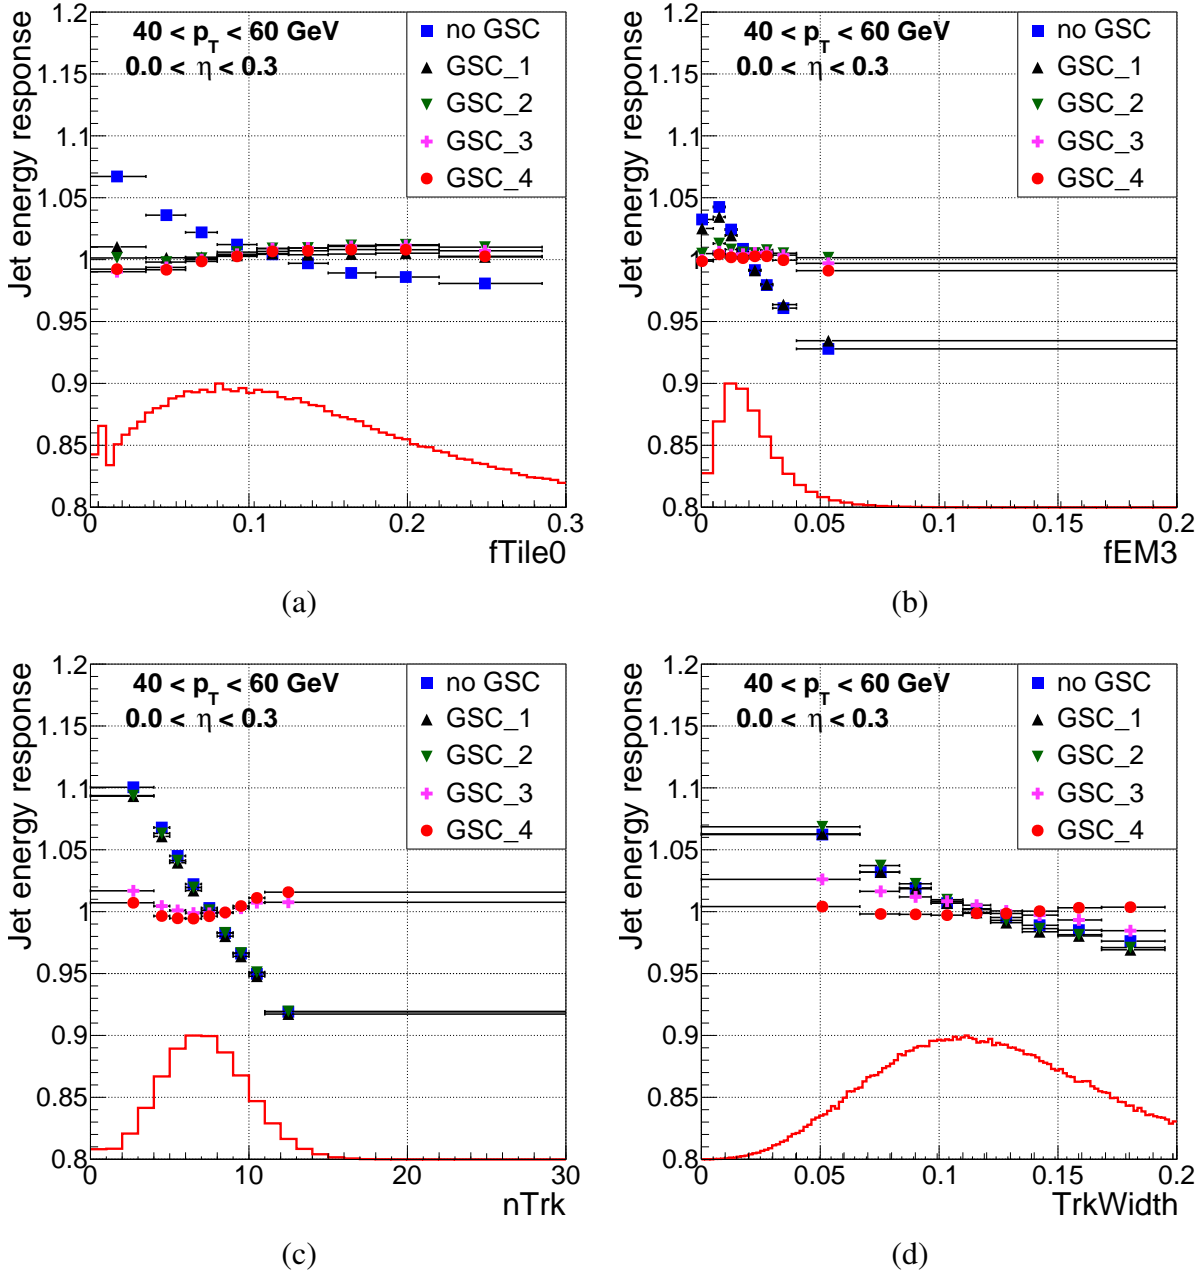 Jet energy response
1.2
1.15
1.1
1.05
1
0.95
0.9
0.85
0.8
40 < pT < 60 GeV
0.0 < η < 0.3
no GSC
GSC_1
GSC_2
GSC_3
GSC_4
0 0.1 0.2 0.3
fTile0
(a)
Jet energy response
1.2
1.15
1.1
1.05
1
0.95
0.9
0.85
0.8
40 < pT < 60 GeV
0.0 < η < 0.3
no GSC
GSC_1
GSC_2
GSC_3
GSC_4
0 0.05 0.1 0.15 0.2
fEM3
(b)
Jet energy response
1.2
1.15
1.1
1.05
1
0.95
0.9
0.85
0.8
40 < pT < 60 GeV
0.0 < η < 0.3
no GSC
GSC_1
GSC_2
GSC_3
GSC_4
0 10 20 30
nTrk
(c)
Jet energy response
1.2
1.15
1.1
1.05
1
0.95
0.9
0.85
0.8
40 < pT < 60 GeV
0.0 < η < 0.3
no GSC
GSC_1
GSC_2
GSC_3
GSC_4
0 0.05 0.1 0.15 0.2
TrkWidth
(d)